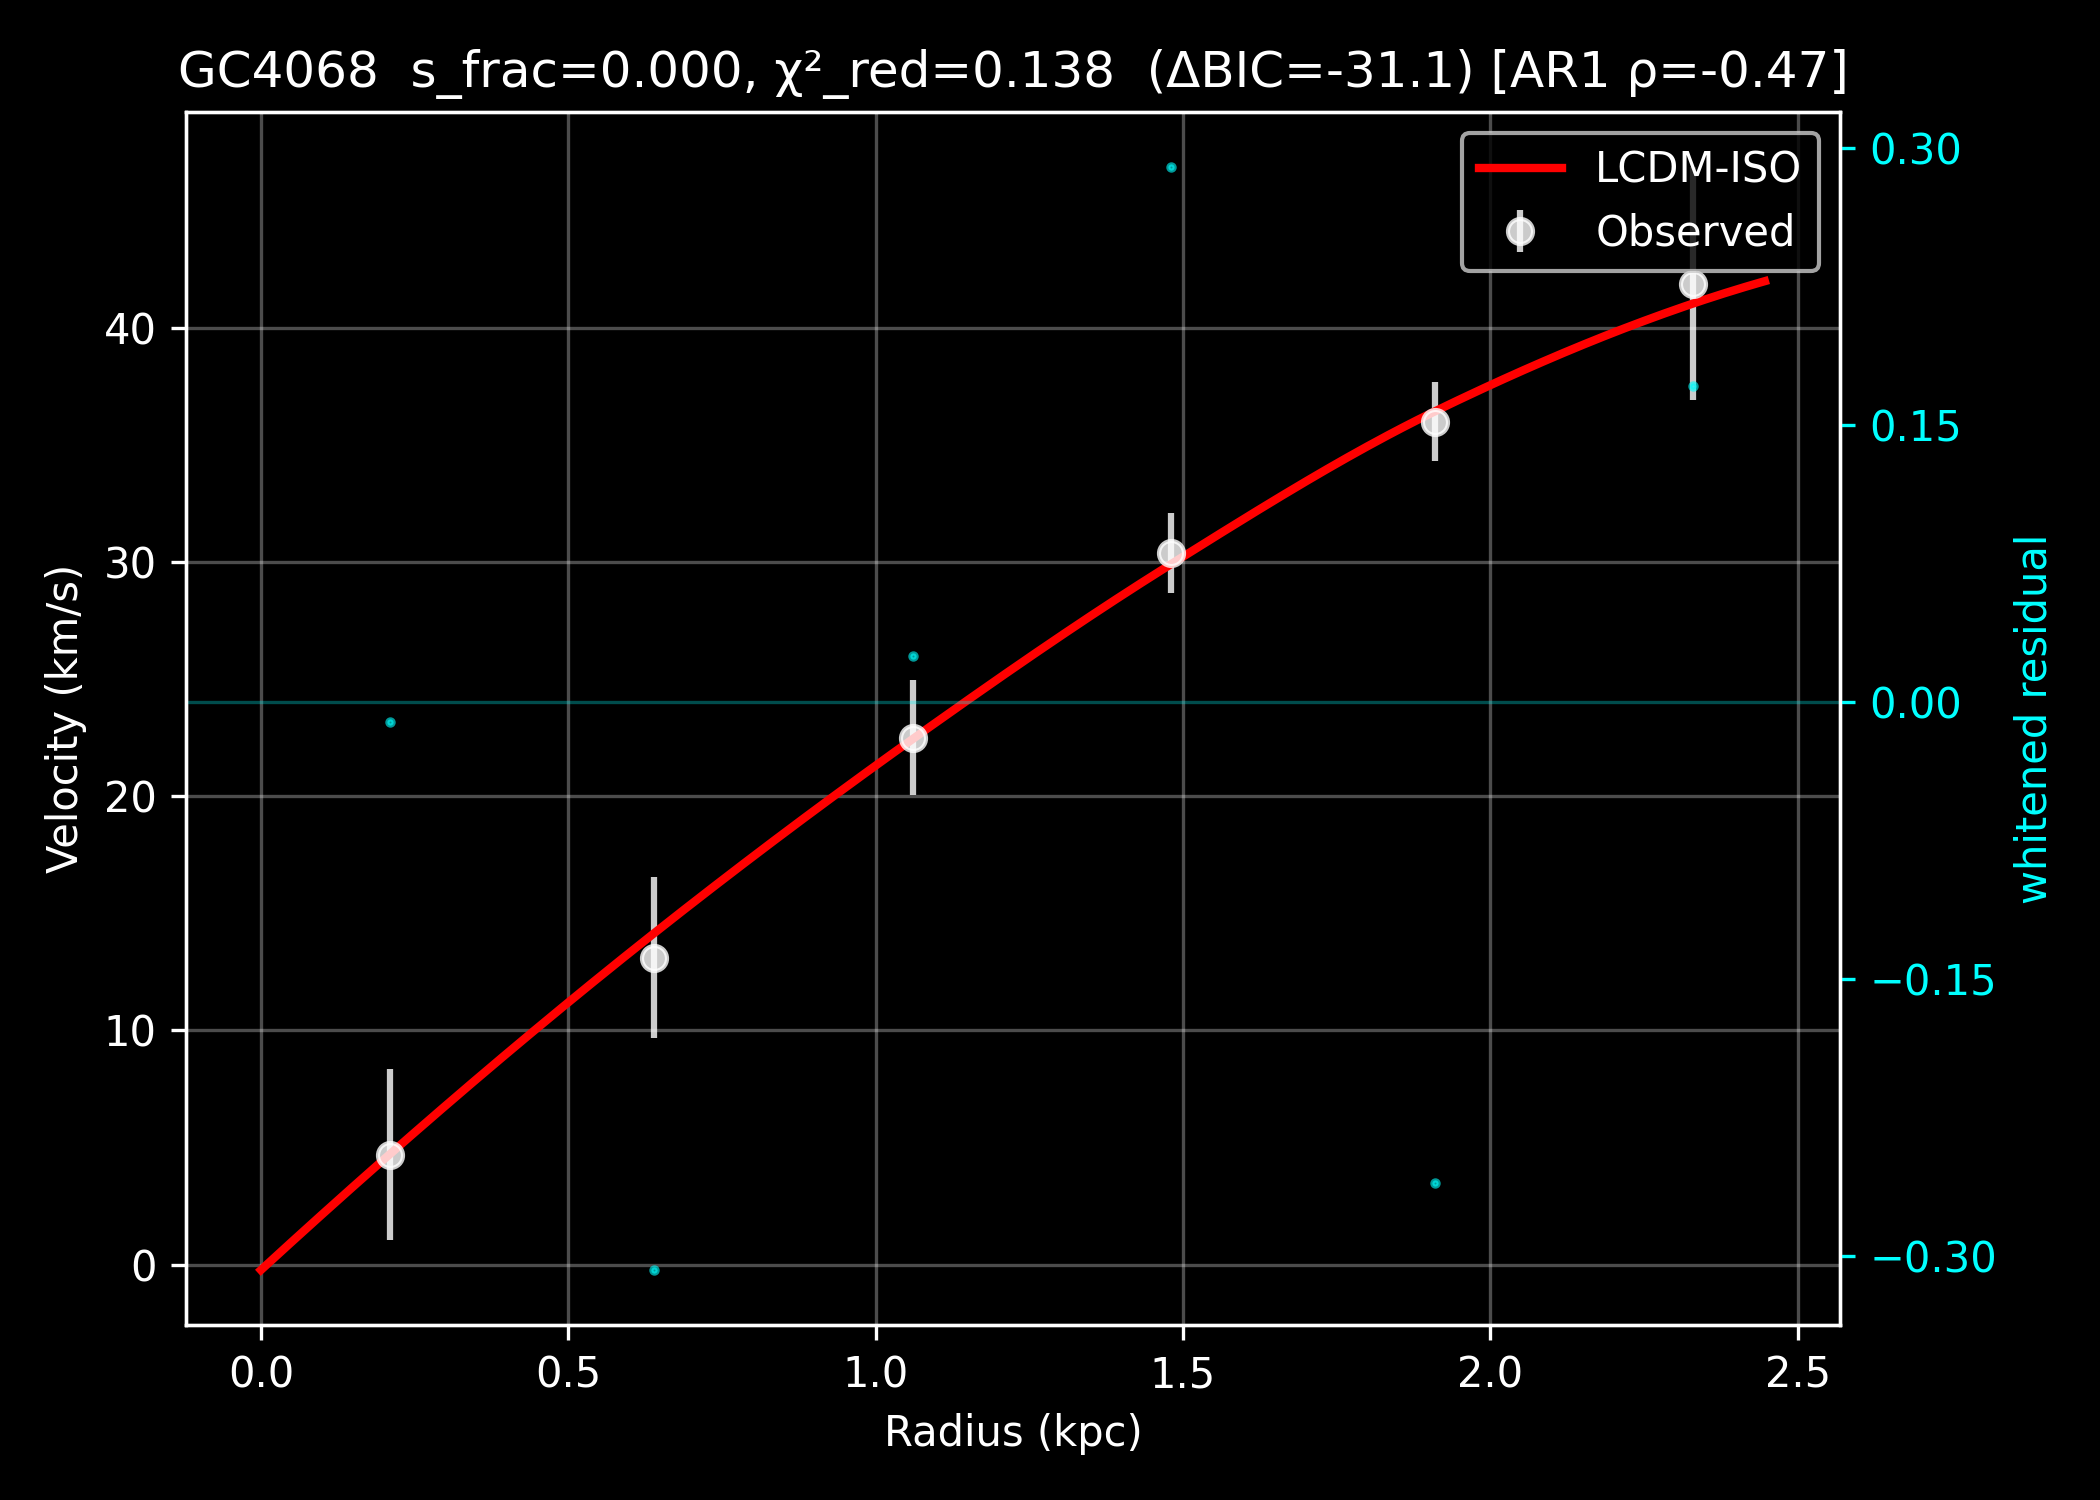 GC4068  s_frac=0.000, χ²_red=0.138  (ΔBIC=-31.1) [AR1 ρ=-0.47]
LCDM-ISO
Observed
Velocity (km/s)
40
30
20
10
0
0.30
0.15
0.00
−0.15
−0.30
whitened residual
0.0
0.5
1.0
1.5
2.0
2.5
Radius (kpc)